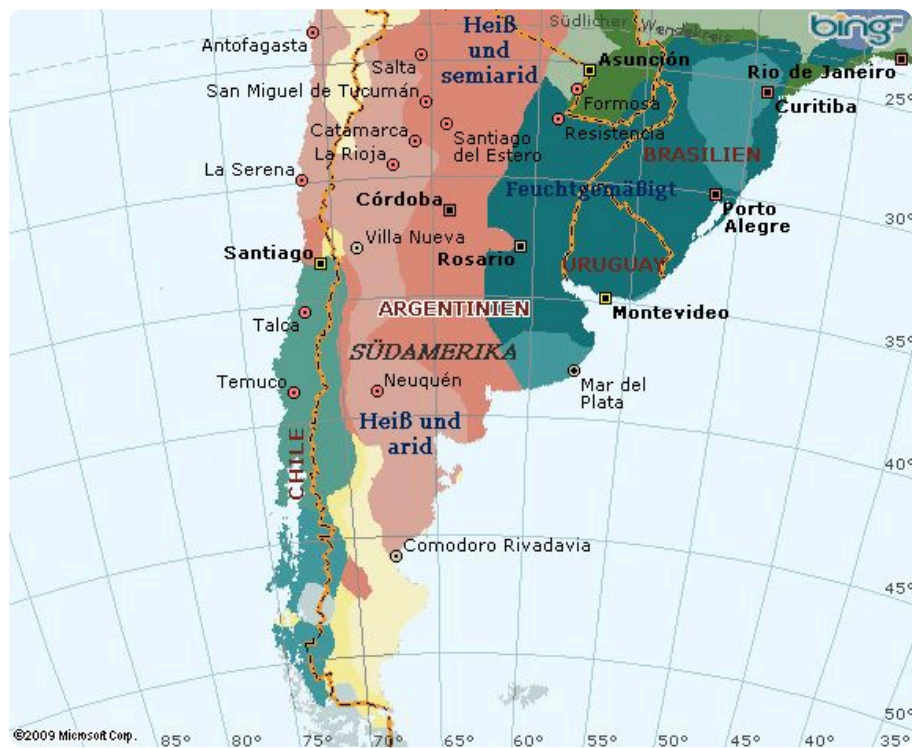 Südlicher Wendekreis
bing
Antofagasta
Heiß
und
semiarid
Salta
Asunción
Rio de Janeiro
25°
San Miguel de Tucumán
Formosa
Curitiba
Catamarca
Santiago
del Estero
Resistencia
La Rioja
BRASILIEN
La Serena
Feuchtgemäßigt
Córdoba
Porto
Alegre
30°
Villa Nueva
Santiago
Rosario
URUGUAY
ARGENTINIEN
Montevideo
Talca
35°
SÜDAMERIKA
Temuco
Neuquén
Mar del
Plata
Heiß und
arid
CHILE
40°
Comodoro Rivadavia
45°
50°
©2009 Microsoft Corp.
85°
80°
75°
70°
65°
60°
55°
50°
45°
40°
35°